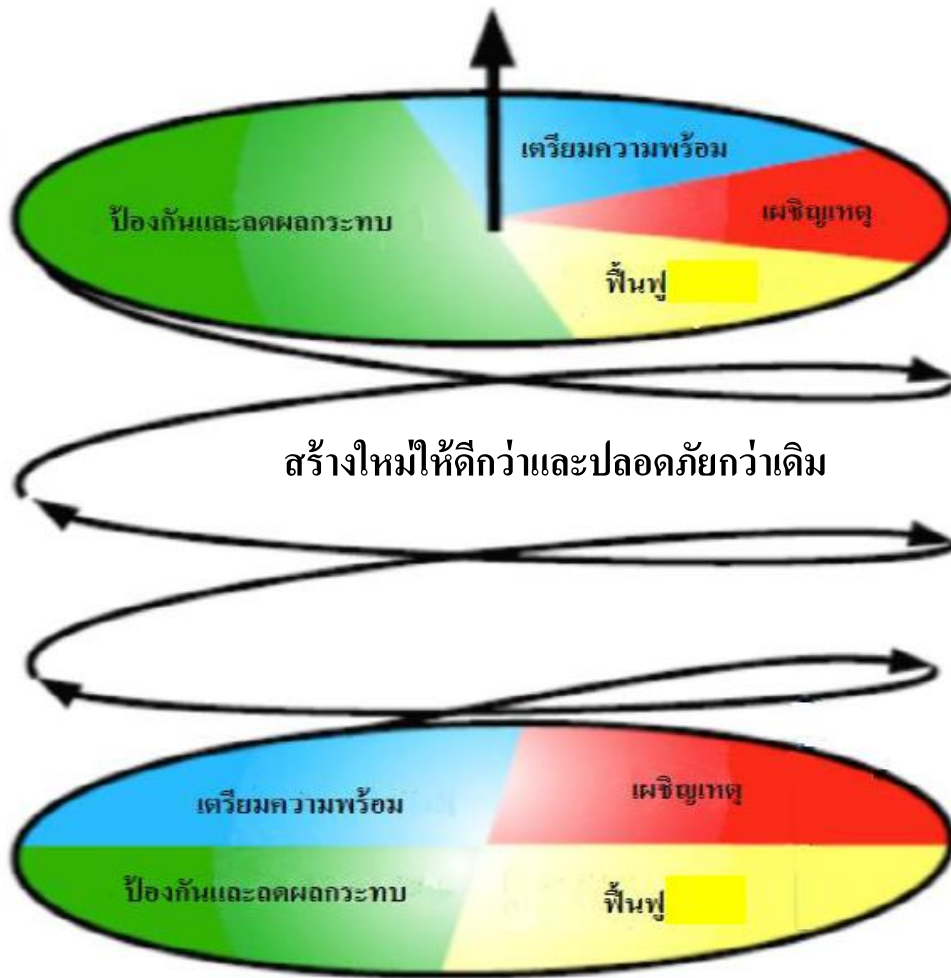 เตรียมความพร้อม
ป้องกันและลดผลกระทบ
เผชิญเหตุ
ฟื้นฟู
สร้างใหม่ให้ดีกว่าและปลอดภัยกว่าเดิม
เตรียมความพร้อม
เผชิญเหตุ
ป้องกันและลดผลกระทบ
ฟื้นฟู